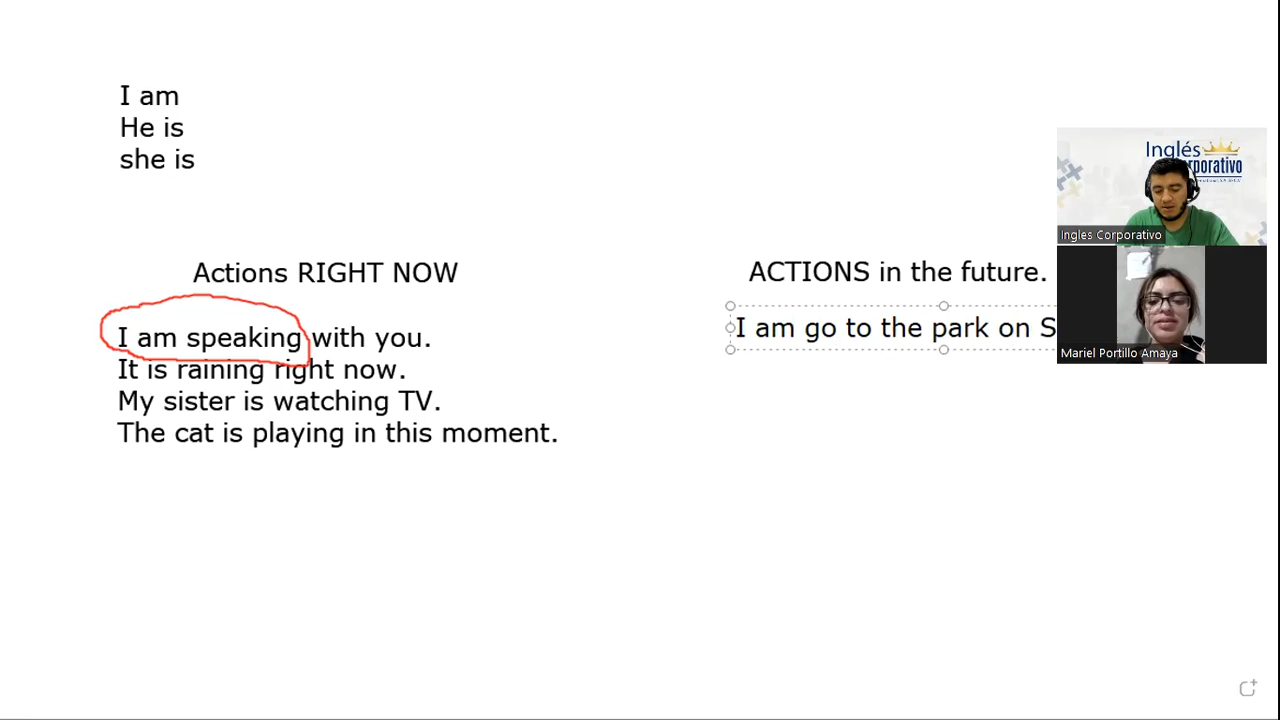 I am
He is
she is
Actions RIGHT NOW
I am speaking with you.
It is raining right now.
My sister is watching TV.
The cat is playing in this moment.
ACTIONS in the future.
I am go to the park on S
Inglés
orporativo
Ingles Corporativo
Mariel Portillo Amaya